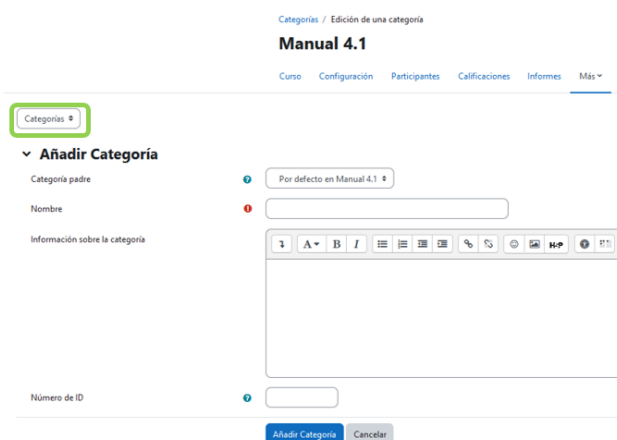 Categorías / Edición de una categoría
Manual 4.1
Curso Configuración Participantes Calificaciones Informes Más
Categorías
Añadir Categoría
Categoría padre ? Por defecto en Manual 4.1
Nombre !
Información sobre la categoría
A B I H-P
Número de ID ?
Añadir Categoría Cancelar